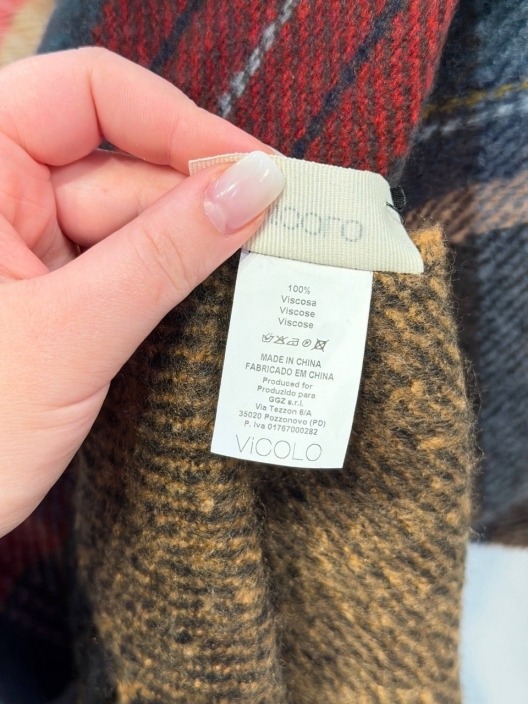 100%
Viscosa
Viscose
Viscose
MADE IN CHINA
FABRICADO EM CHINA
Produced for
Produzido para
GGZ s.r.l.
Via Tezzon 6/A
35020 Pozzonovo (PD)
P. Iva 01767000282
ViCOLO